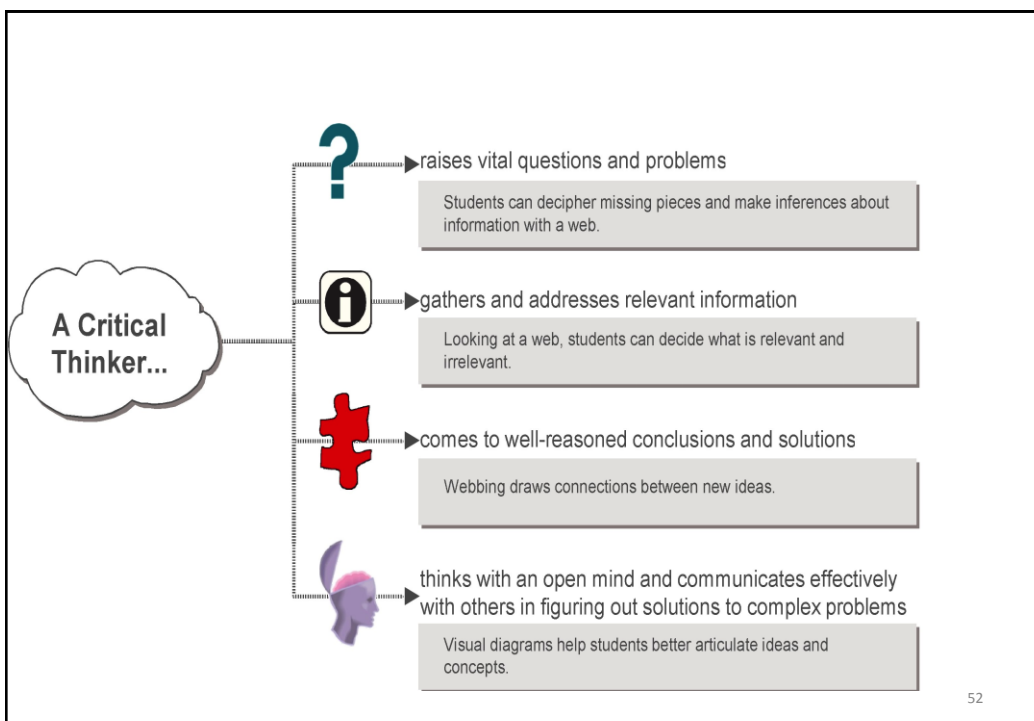 A Critical
Thinker...
raises vital questions and problems
Students can decipher missing pieces and make inferences about
information with a web.
gathers and addresses relevant information
Looking at a web, students can decide what is relevant and
irrelevant.
comes to well-reasoned conclusions and solutions
Webbing draws connections between new ideas.
thinks with an open mind and communicates effectively
with others in figuring out solutions to complex problems
Visual diagrams help students better articulate ideas and
concepts.
52